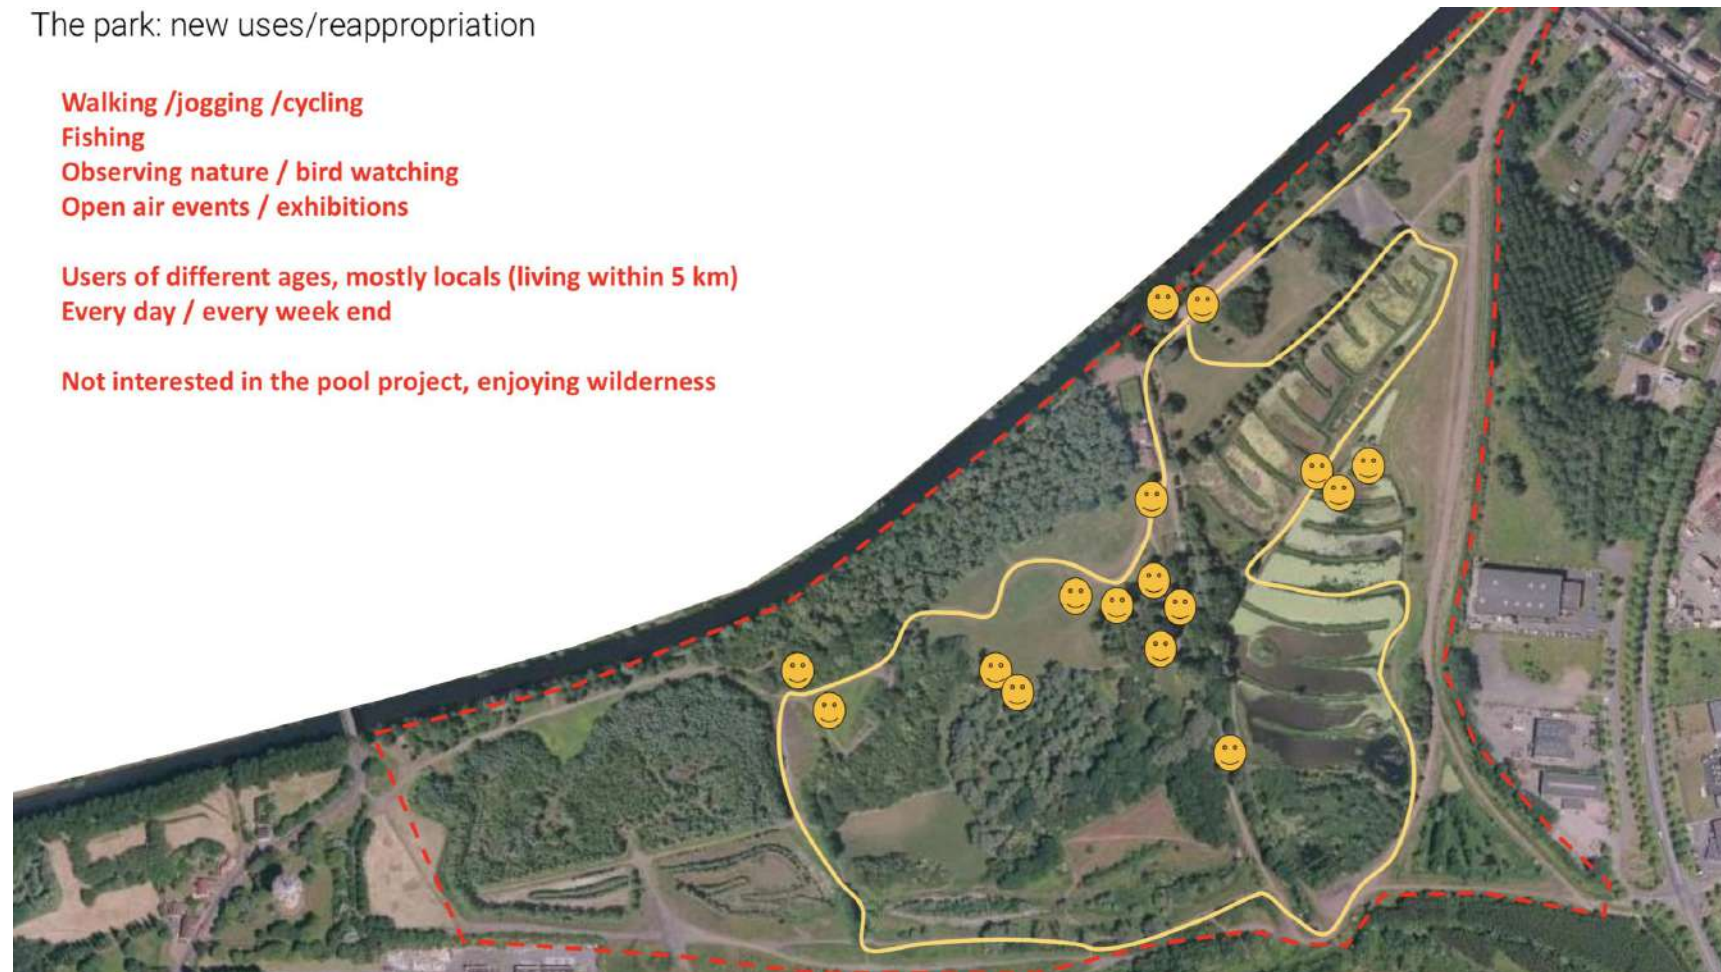 The park: new uses/reappropriation
Walking /jogging /cycling
Fishing
Observing nature / bird watching
Open air events / exhibitions
Users of different ages, mostly locals (living within 5 km)
Every day / every week end
Not interested in the pool project, enjoying wilderness